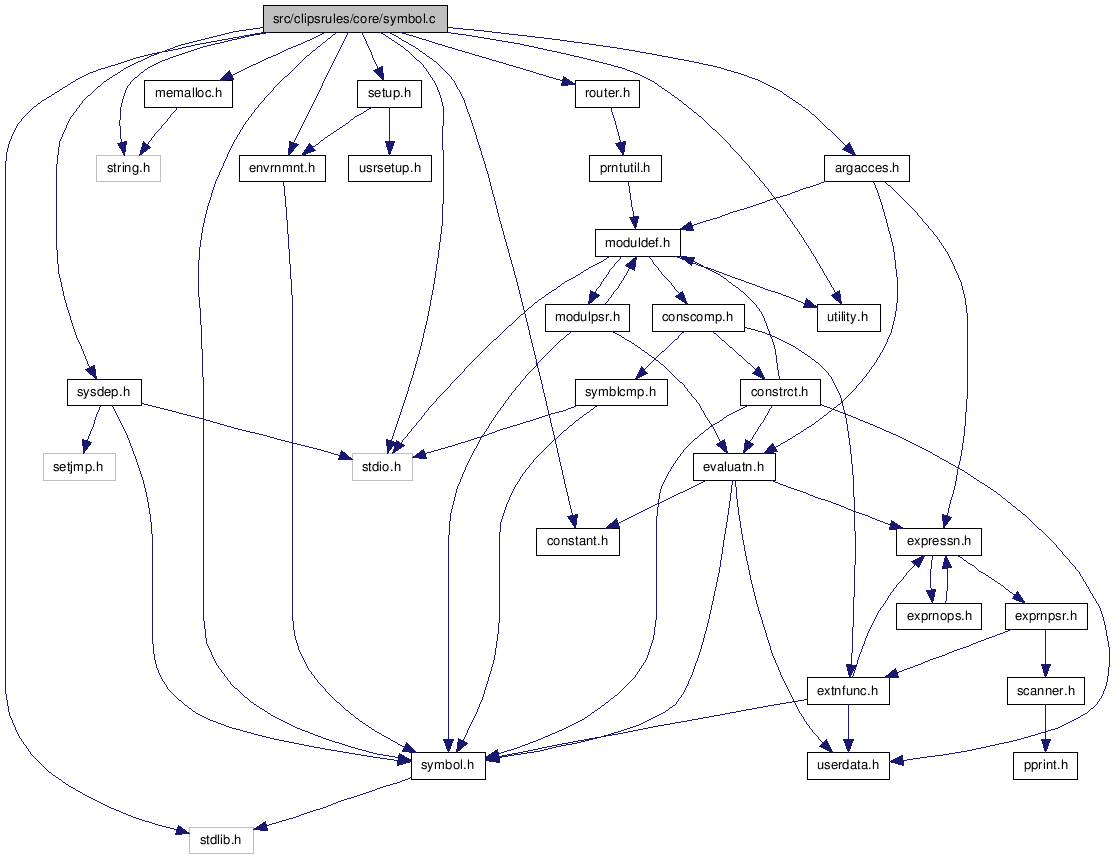 src/clipsrules/core/symbol.c
memalloc.h
setup.h
router.h
string.h
envrnmnt.h
usrsetup.h
prntutil.h
argacces.h
moduldef.h
modulpsr.h
conscomp.h
utility.h
sysdep.h
symblcmp.h
constrct.h
setjmp.h
stdio.h
evaluatn.h
constant.h
expressn.h
exprnops.h
exprnpsr.h
extnfunc.h
scanner.h
symbol.h
userdata.h
pprint.h
stdlib.h